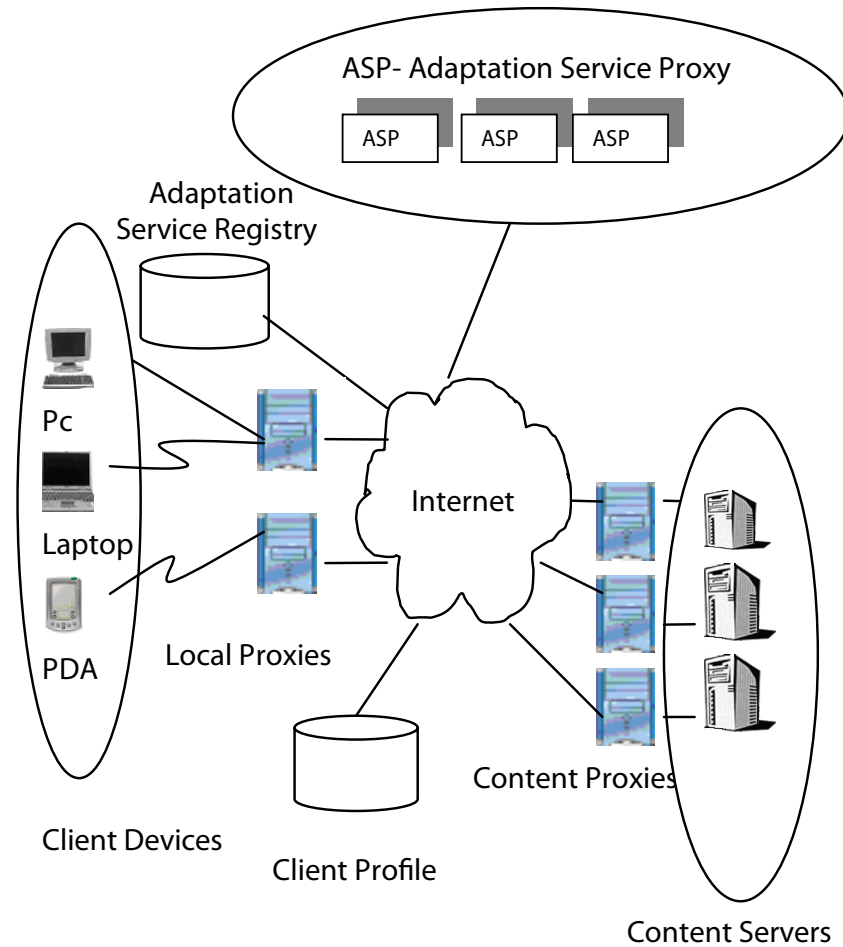 ASP- Adaptation Service Proxy
ASP
ASP
ASP
Adaptation
Service Registry
Pc
Laptop
PDA
Internet
Local Proxies
Content Proxies
Client Devices
Client Profile
Content Servers